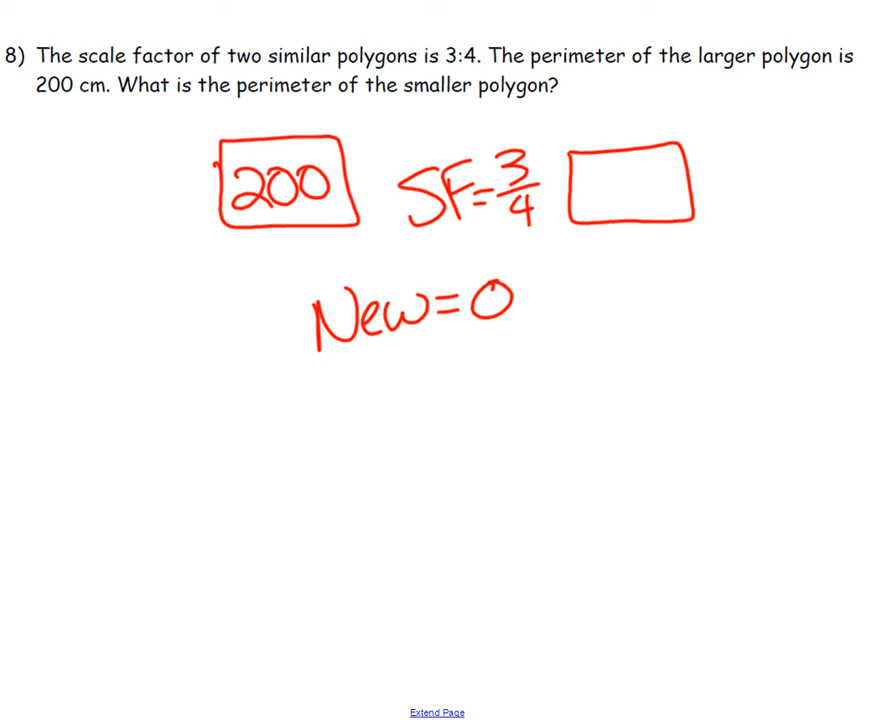 8) The scale factor of two similar polygons is 3:4. The perimeter of the larger polygon is
200 cm. What is the perimeter of the smaller polygon?
200 SF=3/4
New=O
Extend Page